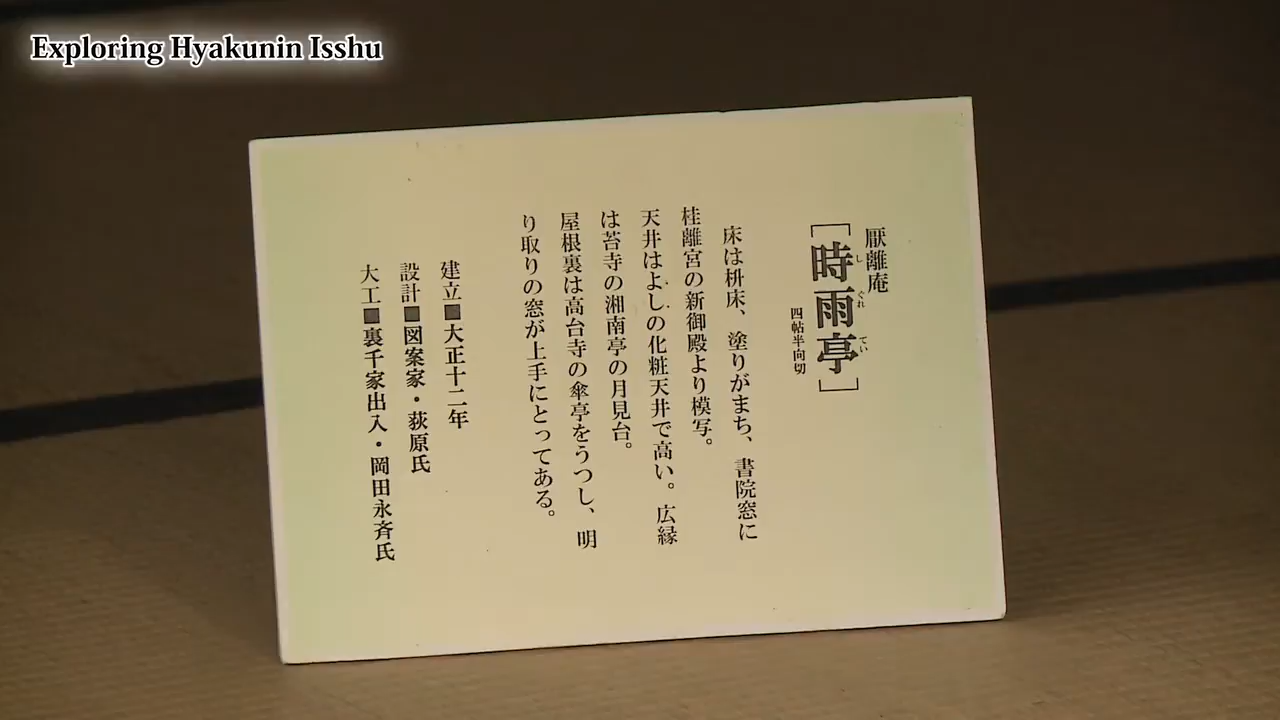 Exploring Hyakunin Isshu
厭離庵
［時雨亭］
しぐれてい
四帖半向切
床は枡床、塗りがまち、書院窓に
桂離宮の新御殿より模写。
天井はよしの化粧天井で高い。広縁
は苔寺の湘南亭の月見台。
屋根裏は高台寺の傘亭をうつし、明
り取りの窓が上手にとってある。
建立■大正十二年
設計■図案家・荻原氏
大工■裏千家出入・岡田永斉氏